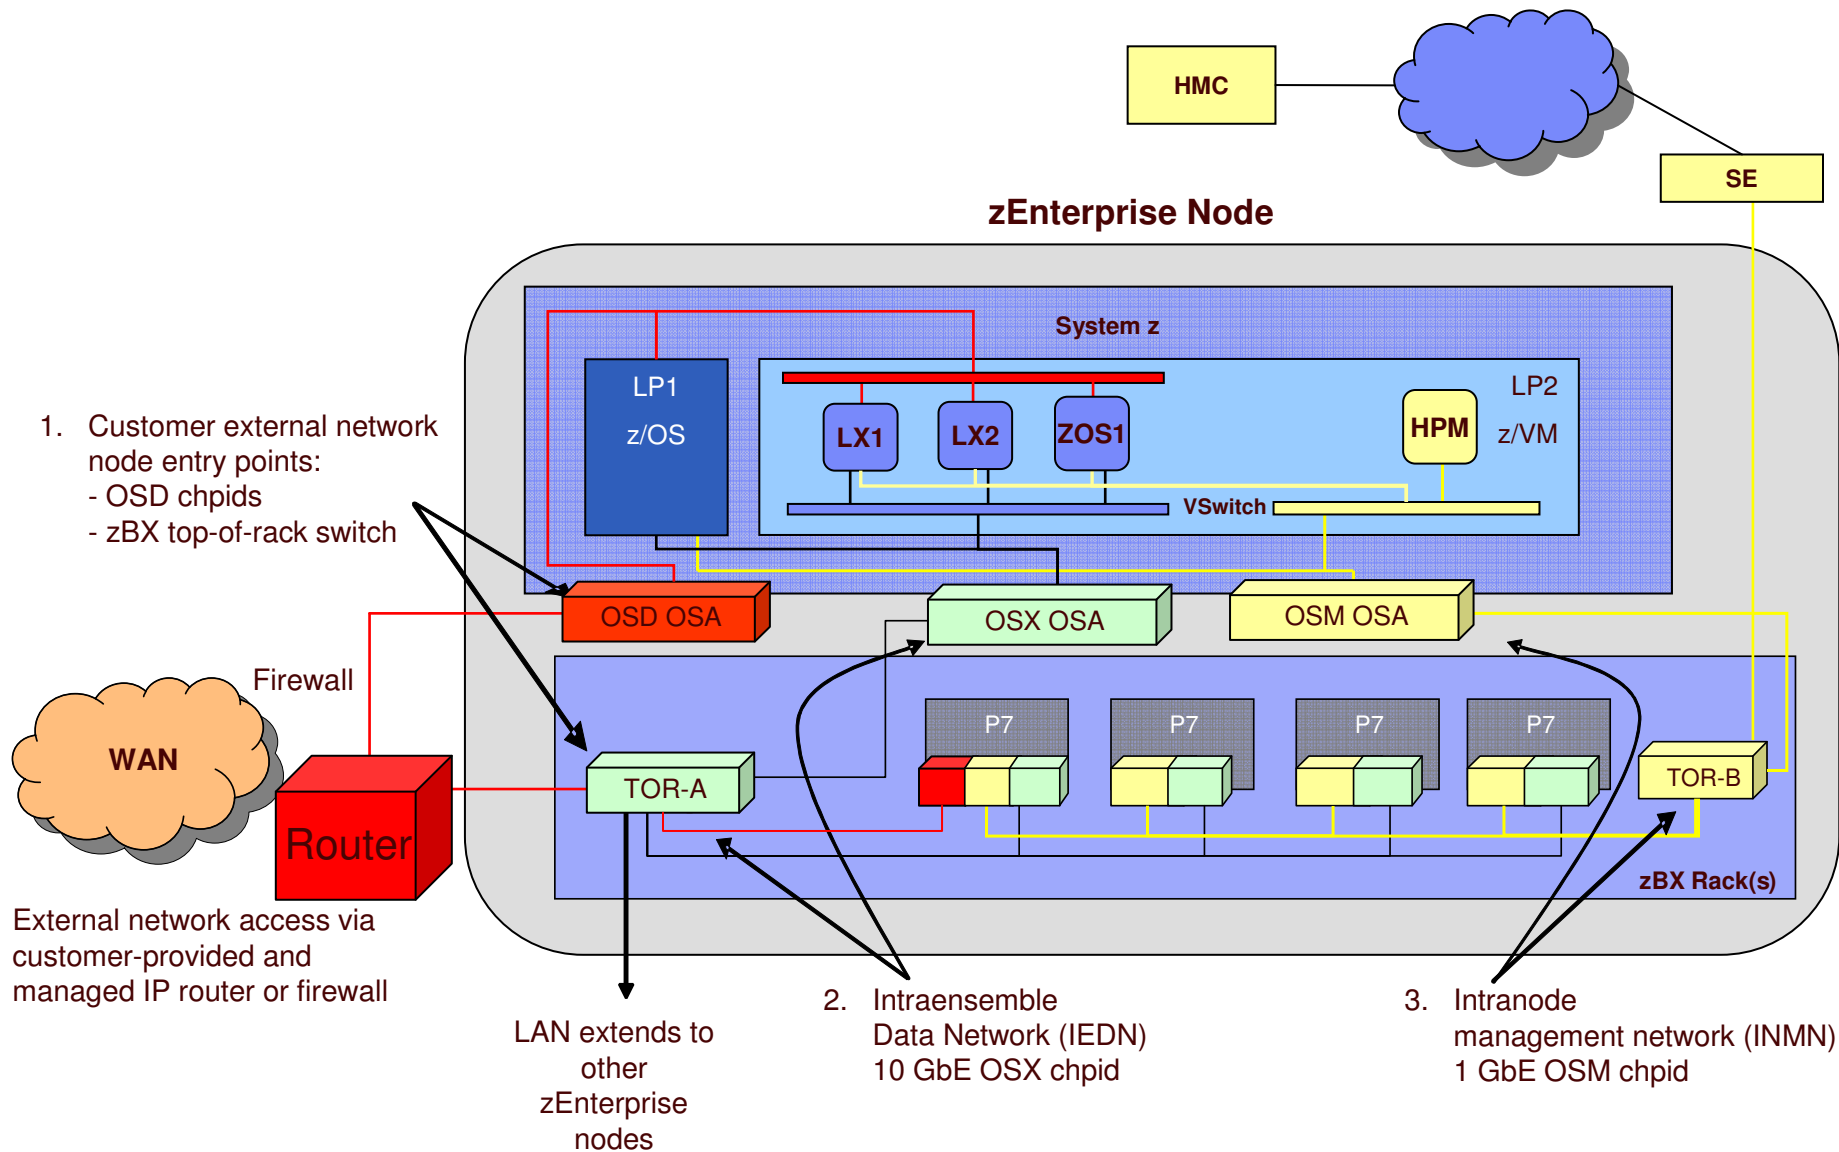 HMC
SE
zEnterprise Node
System z
LP1
z/OS
LP2
z/VM
LX1
LX2
ZOS1
HPM
VSwitch
1. Customer external network
node entry points:
- OSD chpids
- zBX top-of-rack switch
OSD OSA
OSX OSA
OSM OSA
Firewall
WAN
Router
P7
P7
P7
P7
TOR-A
TOR-B
zBX Rack(s)
External network access via
customer-provided and
managed IP router or firewall
LAN extends to
other
zEnterprise
nodes
2. Intraensemble
Data Network (IEDN)
10 GbE OSX chpid
3. Intranode
management network (INMN)
1 GbE OSM chpid